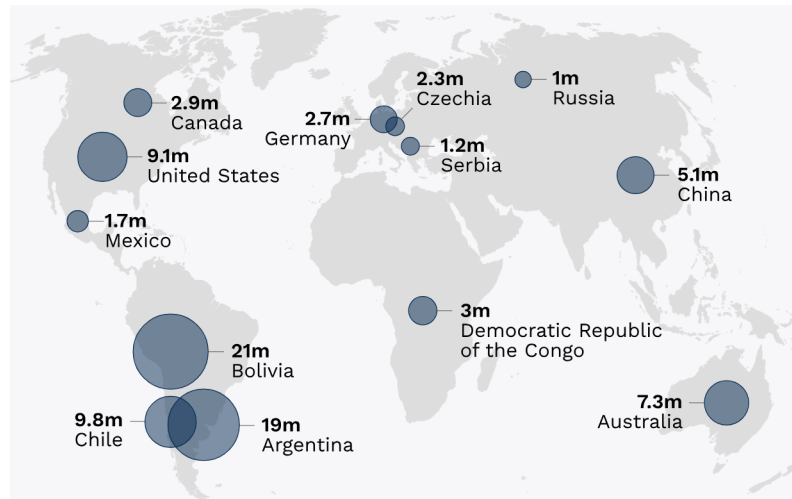 2.3m
Czechia
1m
Russia
2.9m
Canada
2.7m
Germany
1.2m
Serbia
9.1m
United States
5.1m
China
1.7m
Mexico
3m
Democratic Republic
of the Congo
21m
Bolivia
7.3m
Australia
9.8m
Chile
19m
Argentina